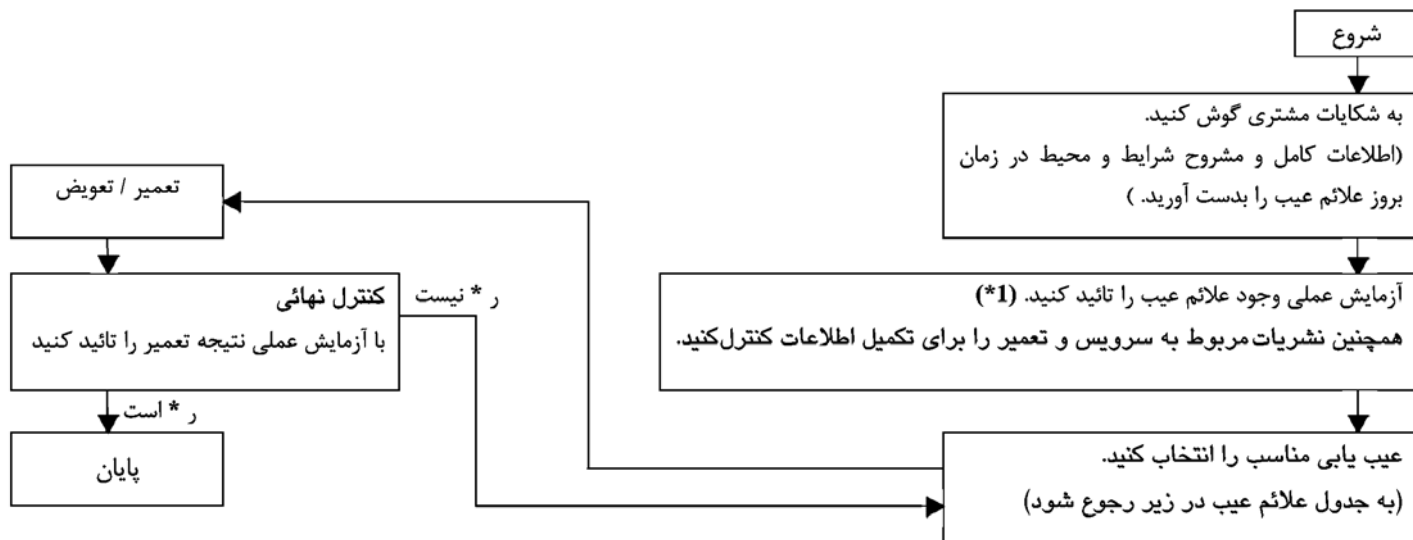 شروع
به شکایات مشتری گوش کنید.
(اطلاعات کامل و مشروح شرایط و محیط در زمان
بروز علائم عیب را بدست آورید. )
آزمایش عملی وجود علائم عیب را تائید کنید. (1*)
همچنین نشریات مربوط به سرویس و تعمیر را برای تکمیل اطلاعات کنترل‌کنید.
عیب یابی مناسب را انتخاب کنید.
(به جدول علائم عیب در زیر رجوع شود)
تعمیر / تعویض
کنترل نهائی
با آزمایش عملی نتیجه تعمیر را تائید کنید
ر * نیست
ر * است
پایان